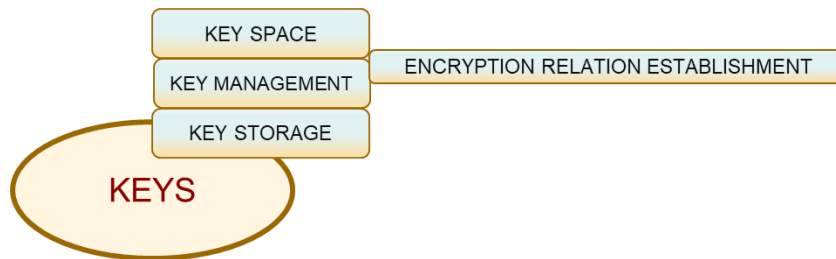 KEY SPACE
ENCRYPTION RELATION ESTABLISHMENT
KEY MANAGEMENT
KEY STORAGE
KEYS